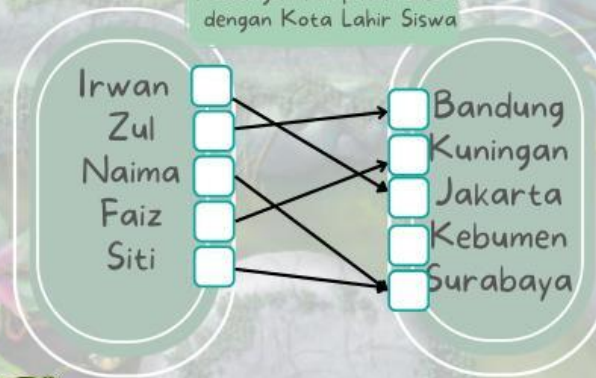 dengan Kota Lahir Siswa
Irwan
Zul
Naima
Faiz
Siti
Bandung
Kuningan
Jakarta
Kebumen
Surabaya